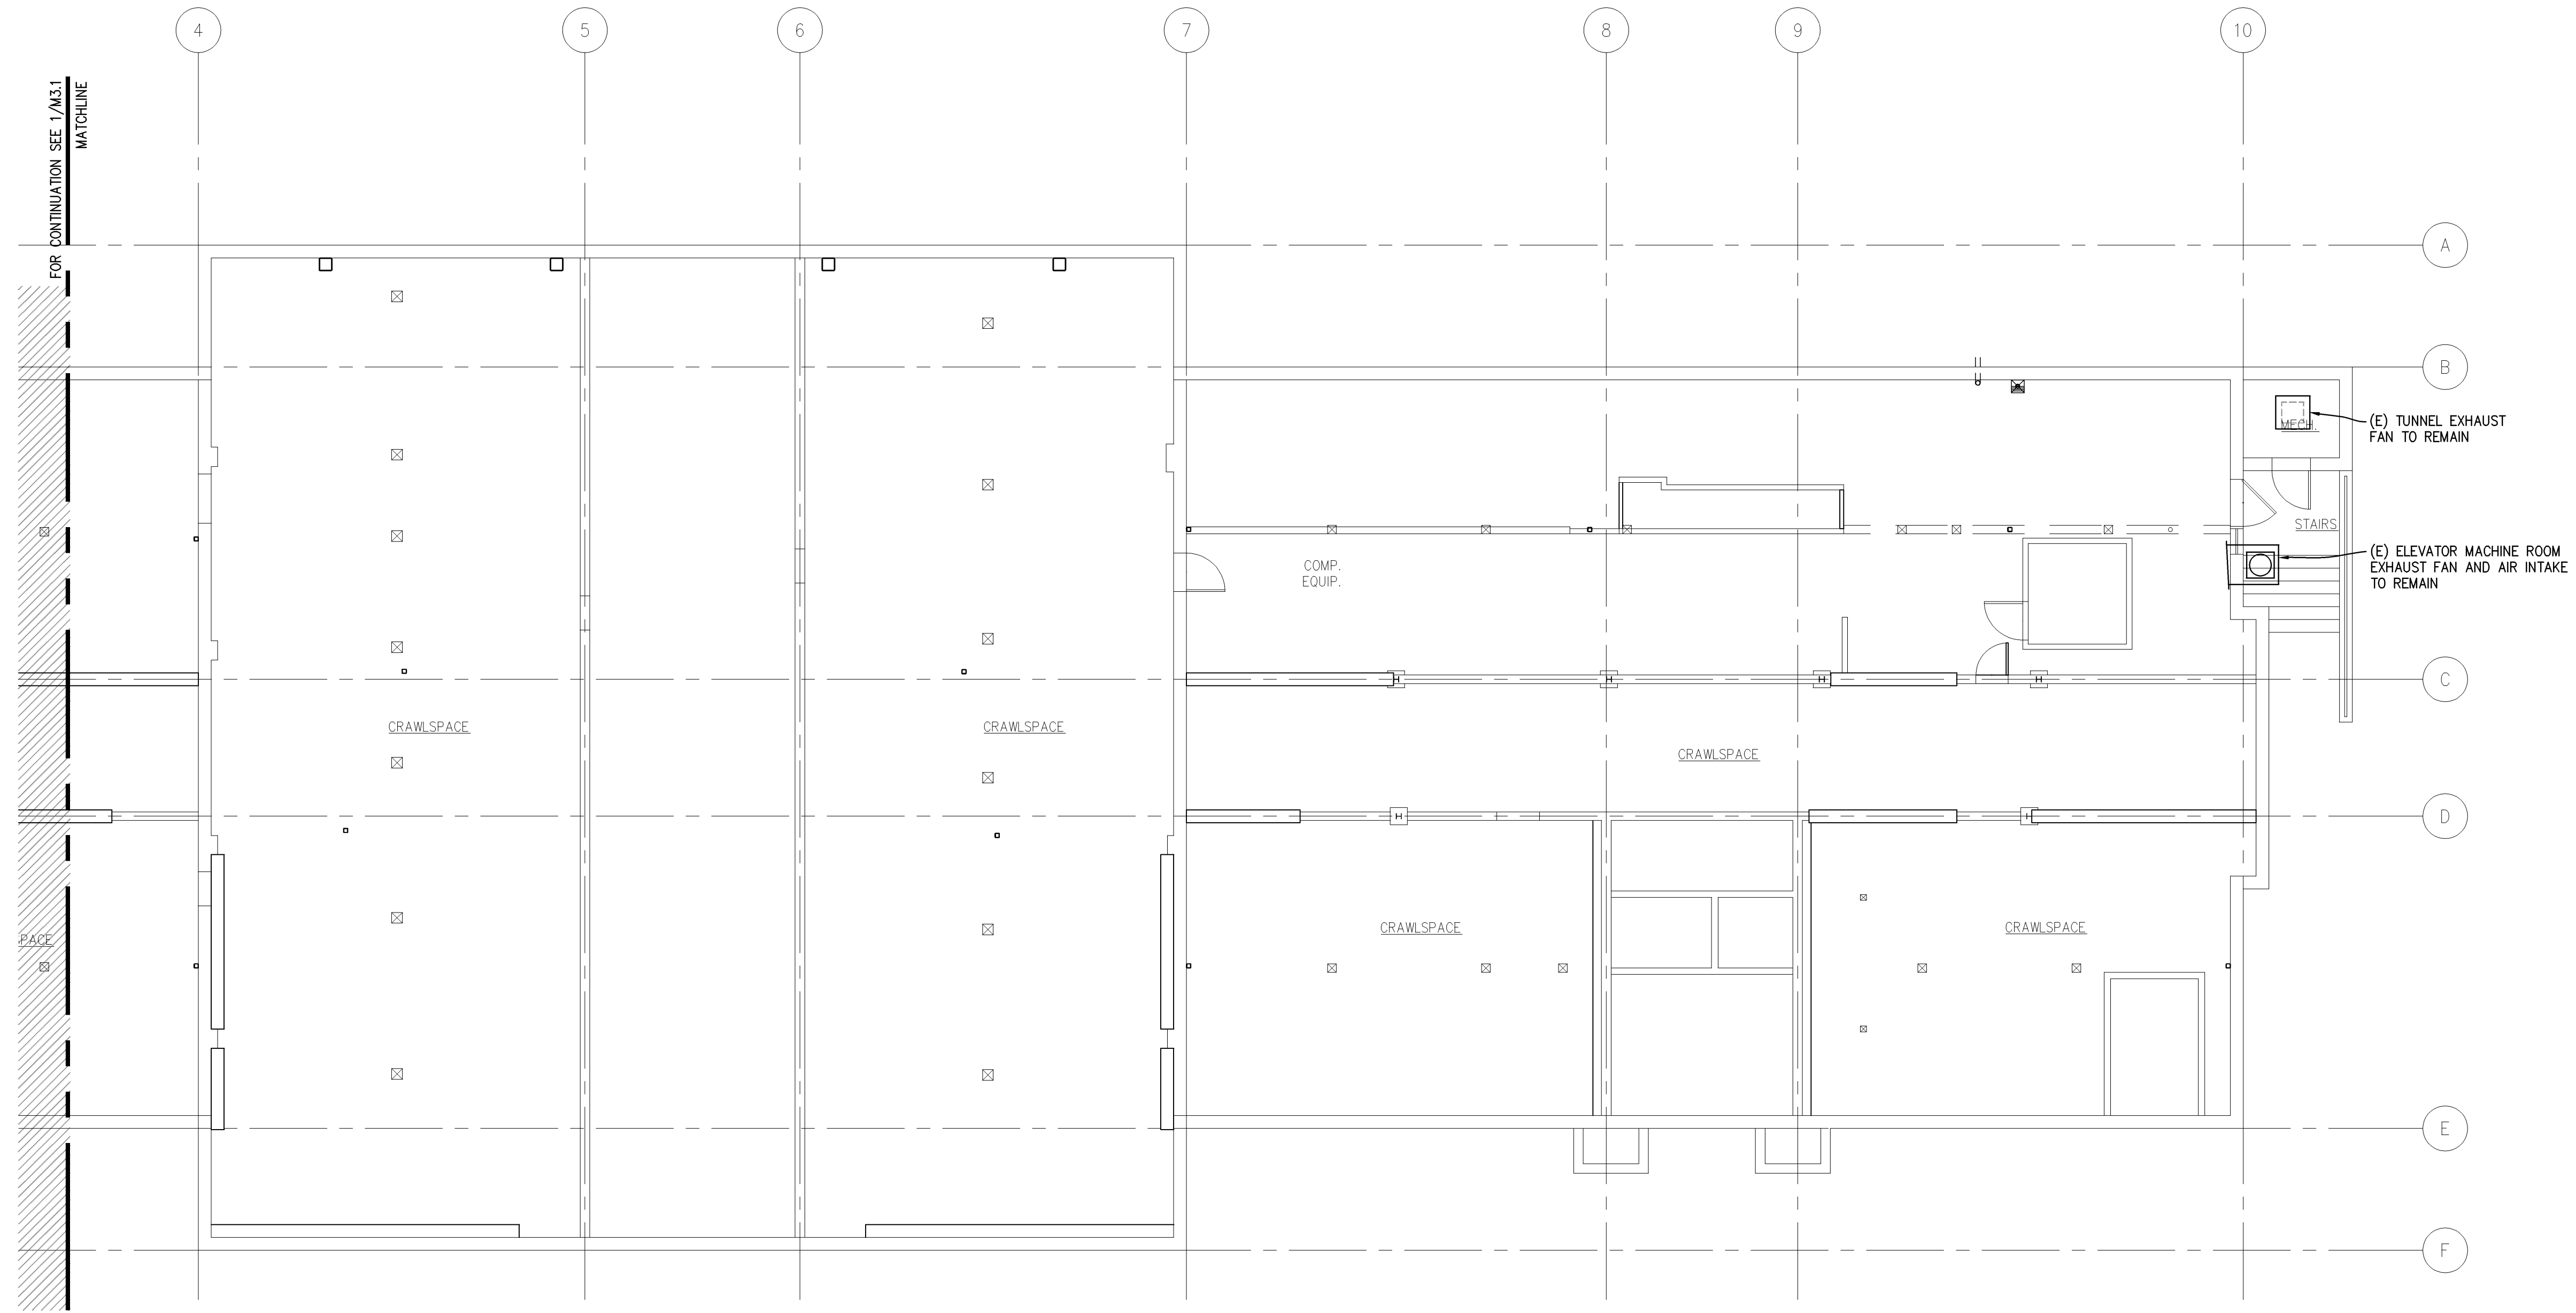 4
5
6
7
8
9
10
FOR CONTINUATION SEE 1/M3.1
MATCHLINE
A
B
MECH.
(E) TUNNEL EXHAUST
FAN TO REMAIN
STAIRS
(E) ELEVATOR MACHINE ROOM
EXHAUST FAN AND AIR INTAKE
TO REMAIN
COMP.
EQUIP.
C
CRAWLSPACE
CRAWLSPACE
CRAWLSPACE
D
PACE
CRAWLSPACE
CRAWLSPACE
E
F